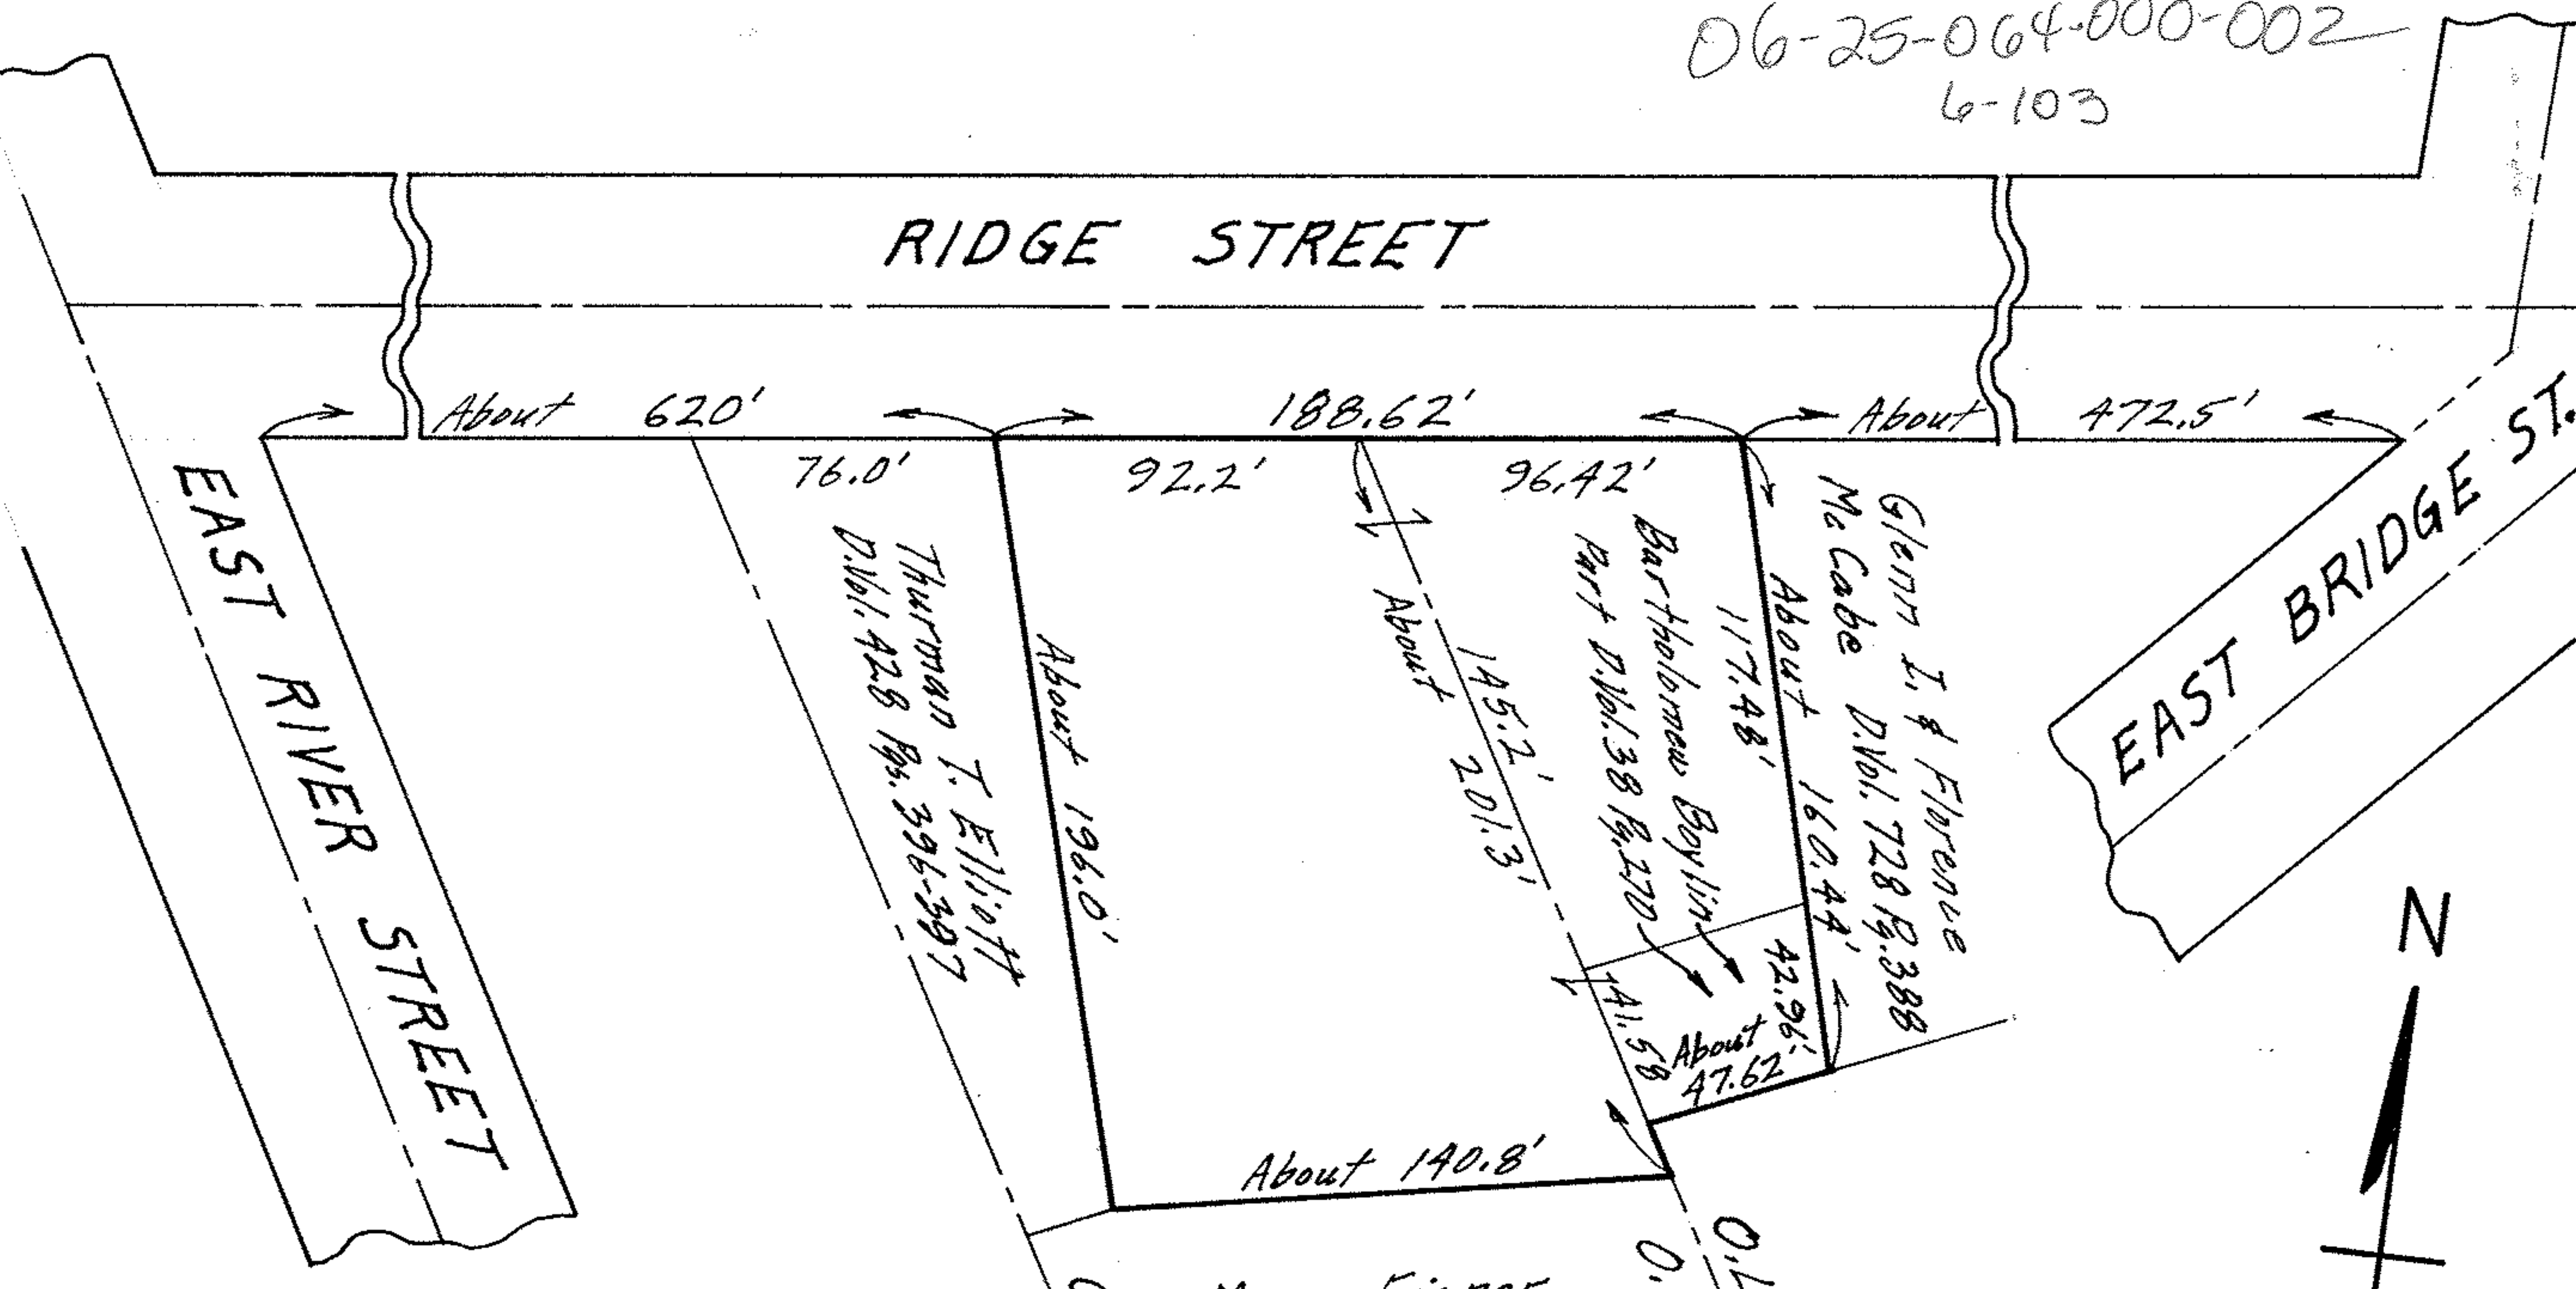 06-25-064-000-002
6-103
RIDGE STREET
About 620'
188.62'
About 472.5'
76.0'
92.2'
96.42'
EAST RIVER STREET
EAST BRIDGE ST.
Thurman T. Elliott
D.Vol. 428 Pgs. 396-397
About 196.0'
145.2'
About 201.3'
Bartholomew Boylin
Part D.Vol. 38 Pg. 270
117.48'
About 160.44'
Glenn I. & Florence
McCabe D.Vol. 728 Pg. 388
42.96'
41.58
About
47.62'
About 140.8'
N
O.L
O.